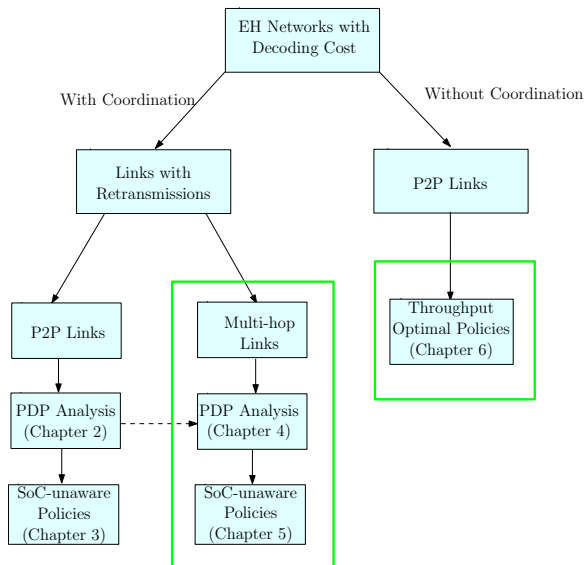 EH Networks with
Decoding Cost
With Coordination
Without Coordination
Links with
Retransmissions
P2P Links
P2P Links
Multi-hop
Links
Throughput
Optimal Policies
(Chapter 6)
PDP Analysis
(Chapter 2)
PDP Analysis
(Chapter 4)
SoC-unaware
Policies
(Chapter 3)
SoC-unaware
Policies
(Chapter 5)